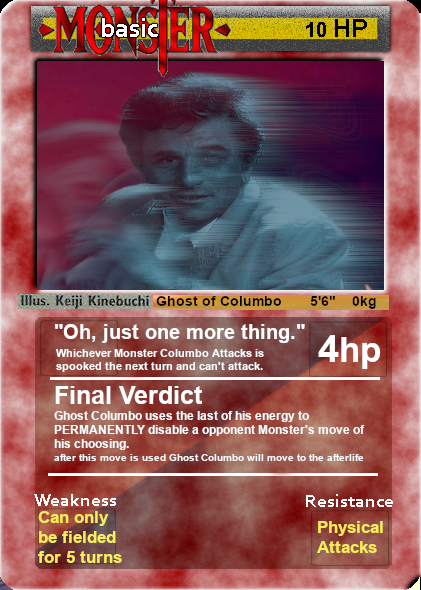 MONSTER
basic
10 HP
Illus. Keiji Kinebuchi Ghost of Columbo 5'6" 0kg
"Oh, just one more thing."
Whichever Monster Columbo Attacks is
spooked the next turn and can't attack.
4hp
Final Verdict
Ghost Columbo uses the last of his energy to
PERMANENTLY disable a opponent Monster's move of
his choosing.
after this move is used Ghost Columbo will move to the afterlife
Weakness
Can only
be fielded
for 5 turns
Resistance
Physical
Attacks